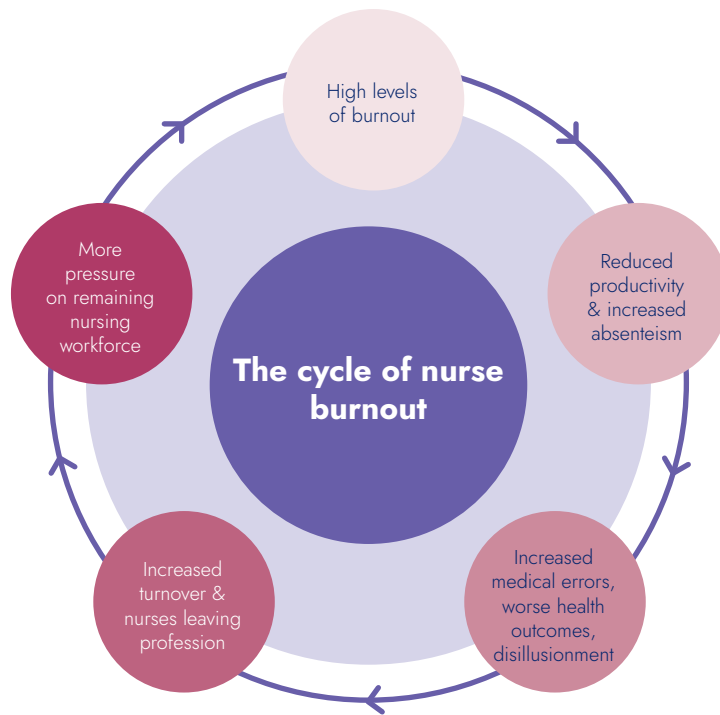 The cycle of nurse
burnout
High levels
of burnout
Reduced
productivity
& increased
absenteism
Increased
medical errors,
worse health
outcomes,
disillusionment
Increased
turnover &
nurses leaving
profession
More
pressure
on remaining
nursing
workforce